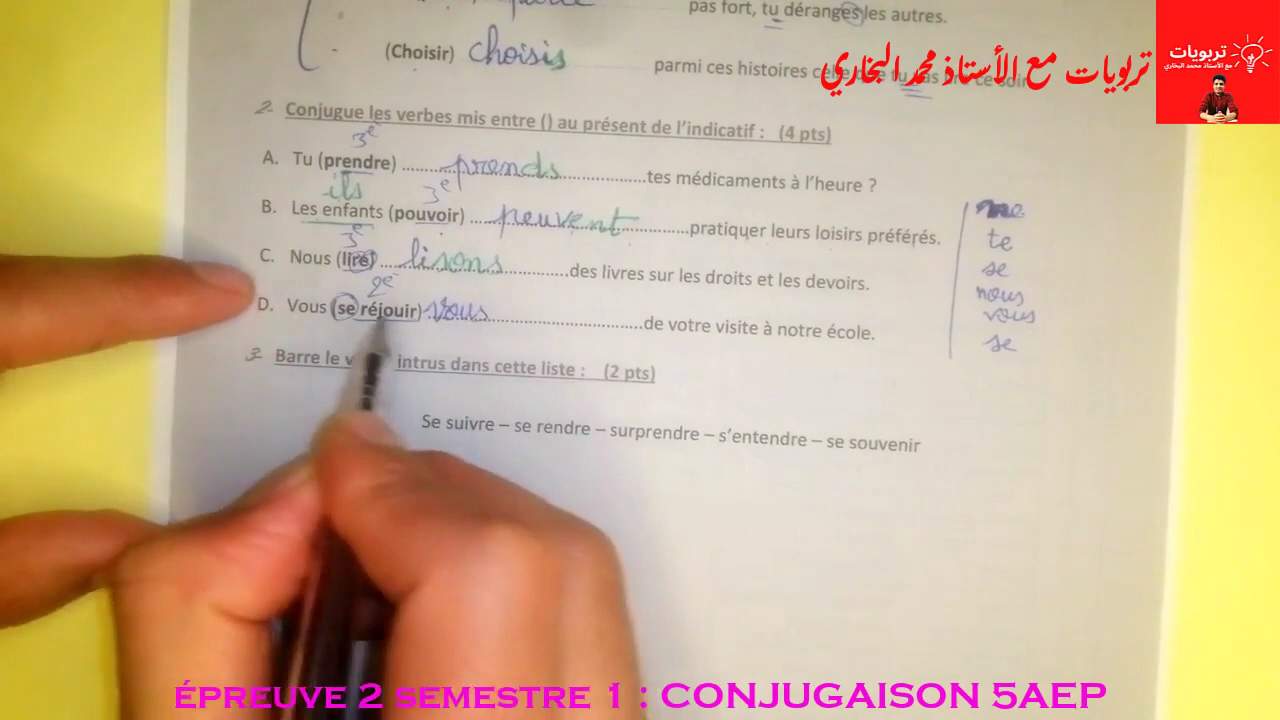 pas fort, tu déranges les autres.
(Choisir) choisis parmi ces histoires
تربويات مع الأستاذ محمد البخاري
تربويات
مع الأستاذ محمد البخاري
2- Conjugue les verbes mis entre () au présent de l'indicatif : (4 pts)
3e
A. Tu (prendre) ..... prends .....tes médicaments à l'heure ?
ils 3e
B. Les enfants (pouvoir) ... peuvent .....pratiquer leurs loisirs préférés.
3e
C. Nous (lire) ... lisons .....des livres sur les droits et les devoirs.
2e
D. Vous (se réjouir) vous .....de votre visite à notre école.
me
te
se
nous
vous
se
3- Barre le intrus dans cette liste : (2 pts)
Se suivre – se rendre – surprendre – s'entendre – se souvenir
ÉPREUVE 2 SEMESTRE 1 : CONJUGAISON 5AEP